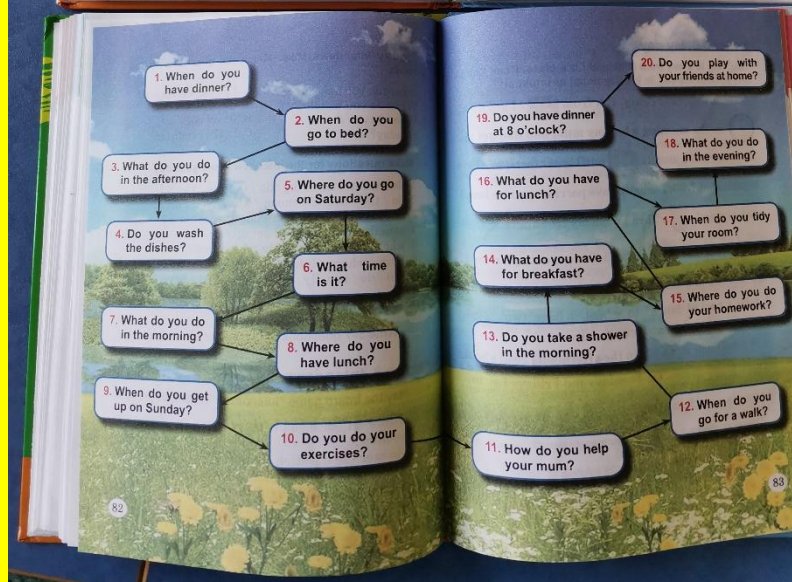 1. When do you
have dinner?
2. When do you
go to bed?
3. What do you do
in the afternoon?
4. Do you wash
the dishes?
5. Where do you go
on Saturday?
6. What time
is it?
7. What do you do
in the morning?
8. Where do you
have lunch?
9. When do you get
up on Sunday?
10. Do you do your
exercises?
82
11. How do you help
your mum?
12. When do you
go for a walk?
13. Do you take a shower
in the morning?
14. What do you have
for breakfast?
15. Where do you do
your homework?
16. What do you have
for lunch?
17. When do you tidy
your room?
18. What do you do
in the evening?
19. Do you have dinner
at 8 o'clock?
20. Do you play with
your friends at home?
83